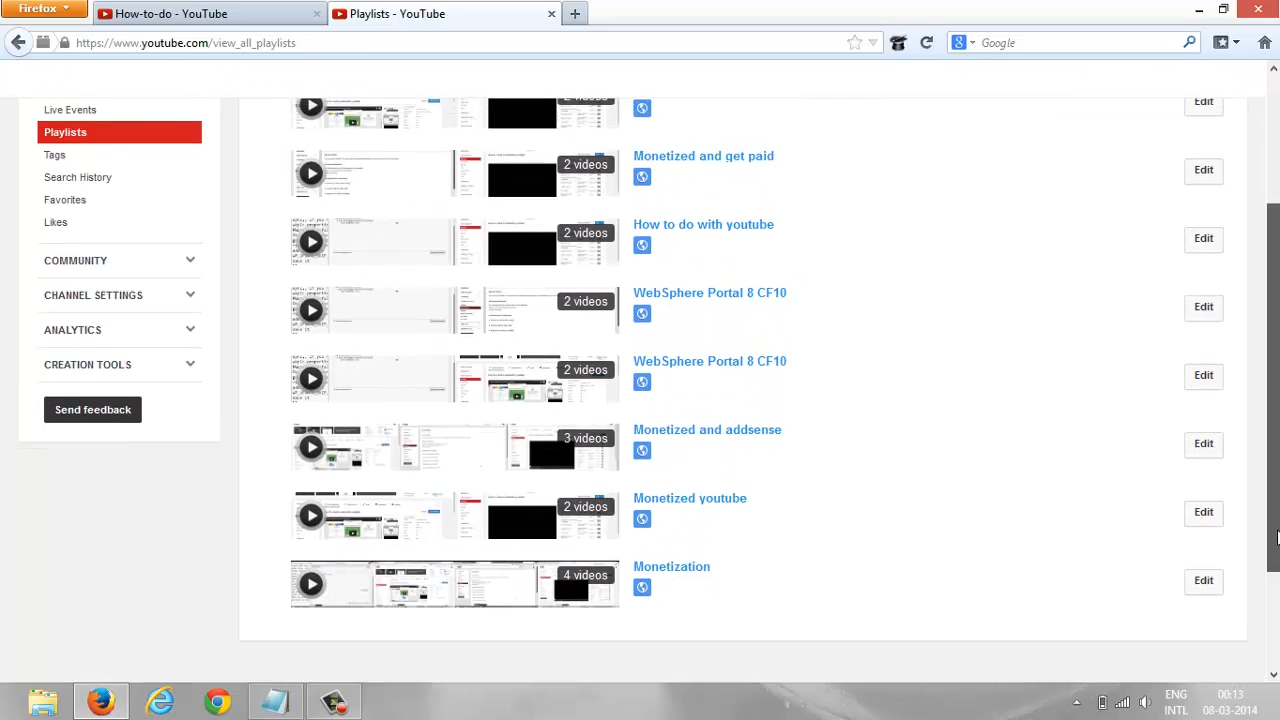 Firefox
How-to-do - YouTube
Playlists - YouTube
https://www.youtube.com/view_all_playlists
Google
Live Events
Playlists
Tags
Search History
Favorites
Likes
COMMUNITY
CHANNEL SETTINGS
ANALYTICS
CREATION TOOLS
Send feedback
2 videos
Edit
2 videos
Monetized and get paid
Edit
2 videos
How to do with youtube
Edit
2 videos
WebSphere Portal 8 CF10
Edit
2 videos
WebSphere Portal 8 CF10
3 videos
Monetized and addsense
Edit
2 videos
Monetized youtube
Edit
4 videos
Monetization
Edit
ENG
INTL
00:13
08-03-2014